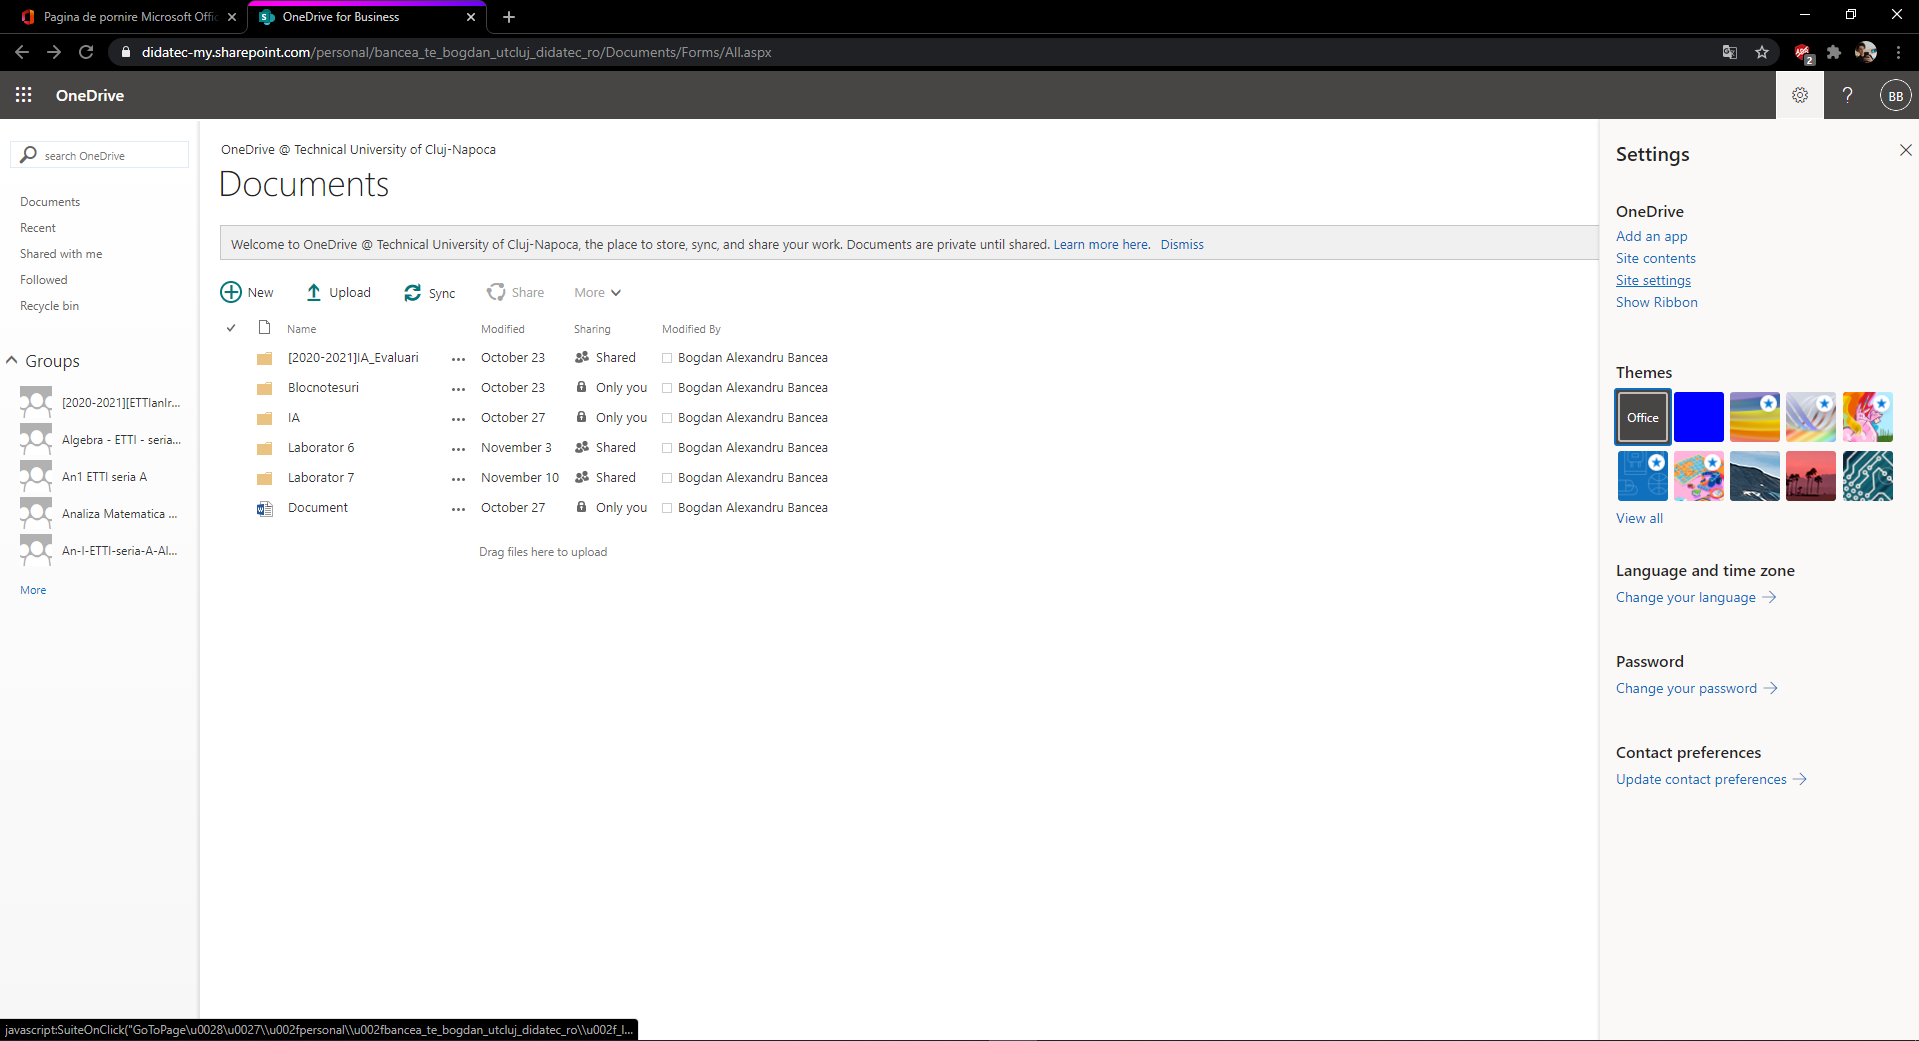 Pagina de pornire Microsoft Offic
OneDrive for Business
didatec-my.sharepoint.com/personal/bancea_te_bogdan_utcluj_didatec_ro/Documents/Forms/All.aspx
2
OneDrive
?
BB
search OneDrive
Documents
Recent
Shared with me
Followed
Recycle bin
Groups
[2020-2021][ETTIanIr...
Algebra - ETTI - seria...
An1 ETTI seria A
Analiza Matematica ...
An-I-ETTI-seria-A-Al...
More
OneDrive @ Technical University of Cluj-Napoca
Documents
Welcome to OneDrive @ Technical University of Cluj-Napoca, the place to store, sync, and share your work. Documents are private until shared. Learn more here. Dismiss
New Upload Sync Share More
Name Modified Sharing Modified By
[2020-2021]IA_Evaluari ... October 23 Shared Bogdan Alexandru Bancea
Blocnotesuri ... October 23 Only you Bogdan Alexandru Bancea
IA ... October 27 Only you Bogdan Alexandru Bancea
Laborator 6 ... November 3 Shared Bogdan Alexandru Bancea
Laborator 7 ... November 10 Shared Bogdan Alexandru Bancea
Document ... October 27 Only you Bogdan Alexandru Bancea
Drag files here to upload
Settings
OneDrive
Add an app
Site contents
Site settings
Show Ribbon
Themes
Office
View all
Language and time zone
Change your language
Password
Change your password
Contact preferences
Update contact preferences
javascript:SuiteOnClick("GoToPage\u0028\u0027\\u002fpersonal\\u002fbancea_te_bogdan_utcluj_didatec_ro\\u002f_l...